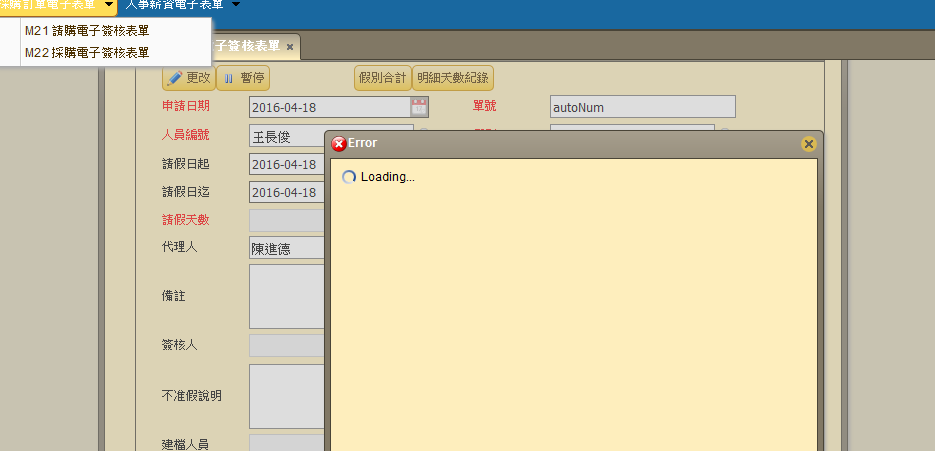 採購訂單電子表單 人事薪資電子表單
M21 請購電子簽核表單
M22 採購電子簽核表單
子簽核表單
更改 暫停 假別合計 明細天數紀錄
申請日期 2016-04-18 單號 autoNum
人員編號 王長俊
Error
請假日起 2016-04-18
Loading...
請假日迄 2016-04-18
請假天數
代理人 陳進德
備註
簽核人
不准假說明
建檔人員